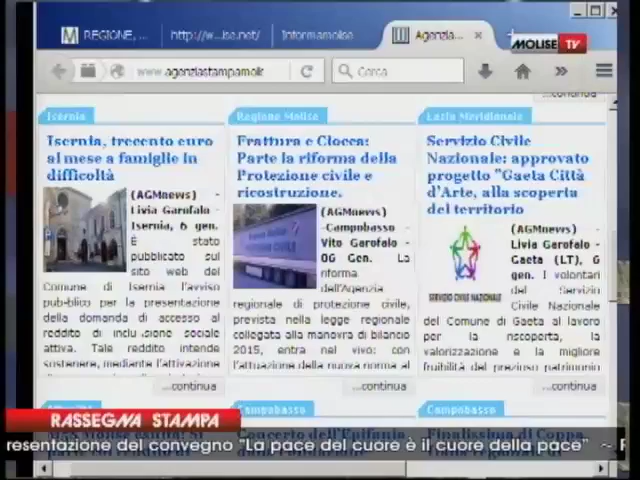 REGIONE, ...
Informamolise
Agenzia...
MOLISE TV
www.agenziastampamolr
Cerca
...continua
Isernia
Regione Molise
Lazio Meridionale
Isernia, trecento euro
al mese a famiglie in
difficoltà
(AGMnews) -
Livia Garofalo -
Isernia, 6 gen.
È stato
pubblicato sul
sito web del
Comune di Isernia l'avviso
pubblico per la presentazione
della domanda di accesso al
reddito di inclusione sociale
attiva. Tale reddito intende
sostenere, mediante l'attivazione
...continua
Frattura e Ciocca:
Parte la riforma della
Protezione civile e
ricostruzione.
(AGMnews)
-Campobasso -
Vito Garofalo -
06 Gen. La
riforma
dell'Agenzia
regionale di protezione civile,
prevista nella legge regionale
collegata alla manovra di bilancio
2015, entra nel vivo: con
l'attuazione della nuova norma al
...continua
Servizio Civile
Nazionale: approvato
progetto "Gaeta Città
d'Arte, alla scoperta
del territorio
SERVIZIO CIVILE NAZIONALE
(AGMnews) -
Livia Garofalo -
Gaeta (LT), 6
gen. I volontari
del Servizio
Civile Nazionale
del Comune di Gaeta al lavoro
per la riscoperta, la
valorizzazione e la migliore
fruibilità del prezioso patrimonio
...continua
Campobasso
Campobasso
Concerto dell'Epifania
Finalissima di Coppa
RASSEGNA STAMPA
resentazione del convegno "La pace del cuore è il cuore della pace" ~